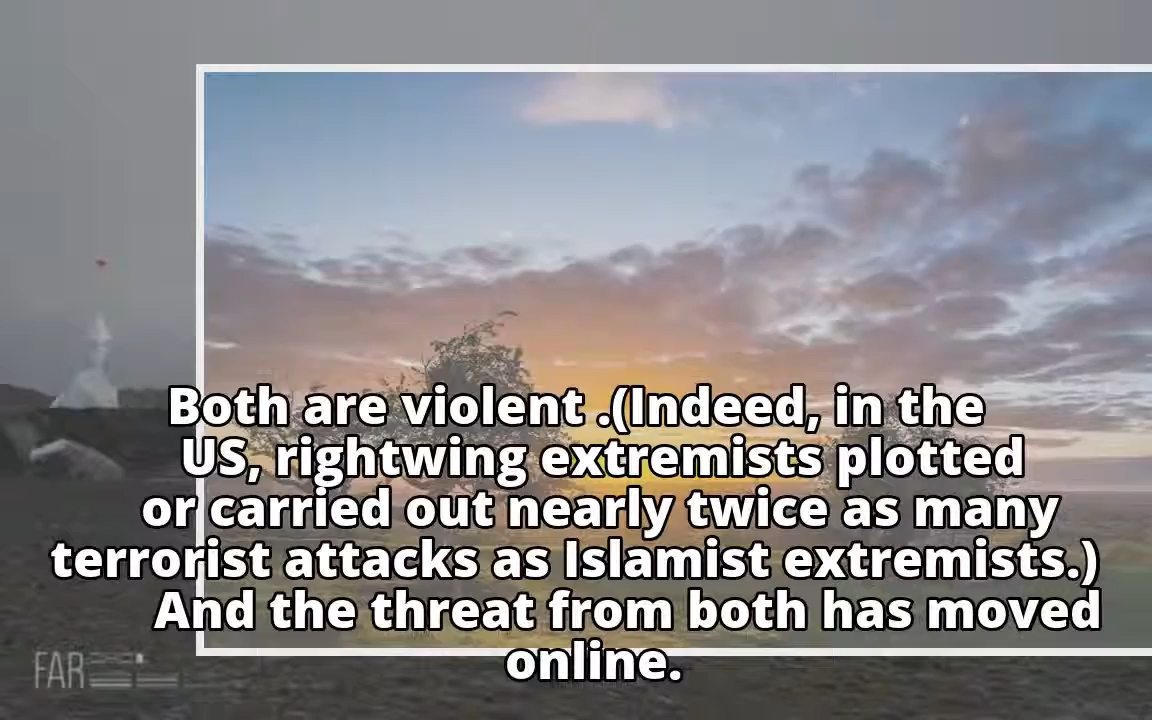 Both are violent .(Indeed, in the
US, rightwing extremists plotted
or carried out nearly twice as many
terrorist attacks as Islamist extremists.)
And the threat from both has moved
online.
FAR